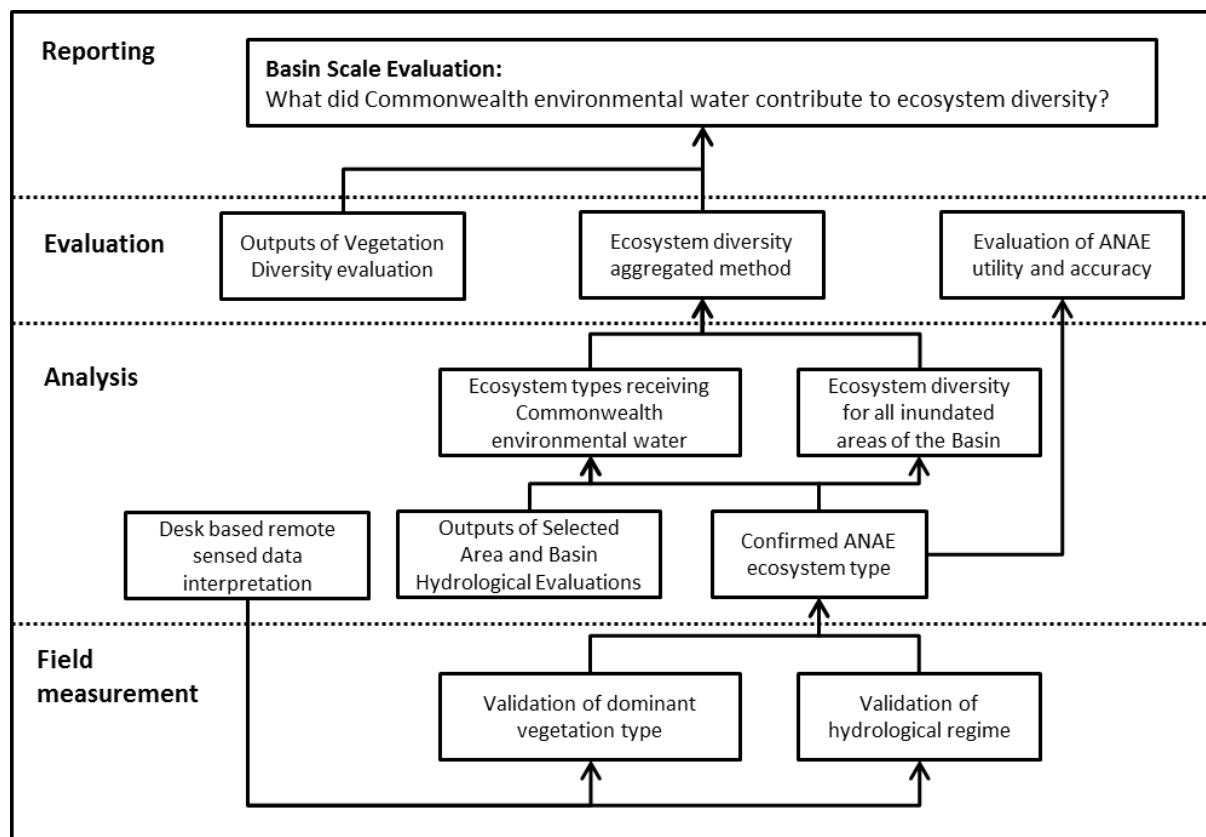 Reporting
Basin Scale Evaluation:
What did Commonwealth environmental water contribute to ecosystem diversity?
Evaluation
Outputs of Vegetation
Diversity evaluation
Ecosystem diversity
aggregated method
Evaluation of ANAE
utility and accuracy
Analysis
Ecosystem types receiving
Commonwealth
environmental water
Ecosystem diversity
for all inundated
areas of the Basin
Desk based remote
sensed data
interpretation
Outputs of Selected
Area and Basin
Hydrological Evaluations
Confirmed ANAE
ecosystem type
Field
measurement
Validation of dominant
vegetation type
Validation of
hydrological regime